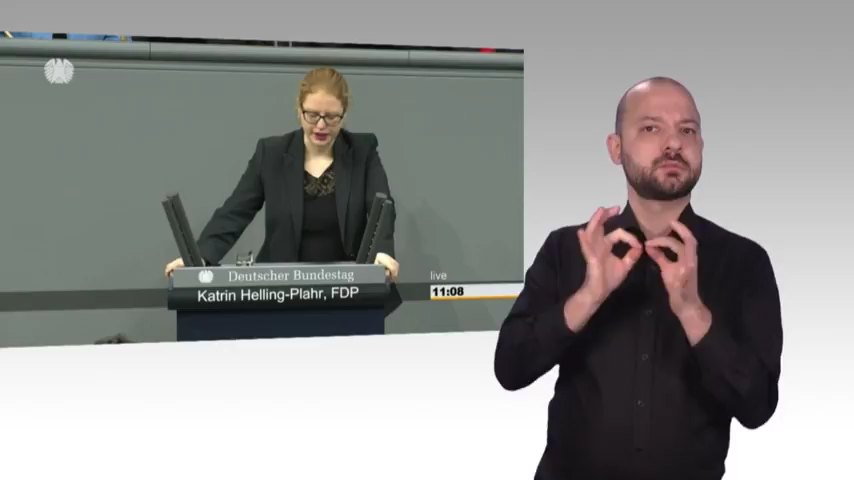 Deutscher Bundestag
Katrin Helling-Plahr, FDP
live
11:08